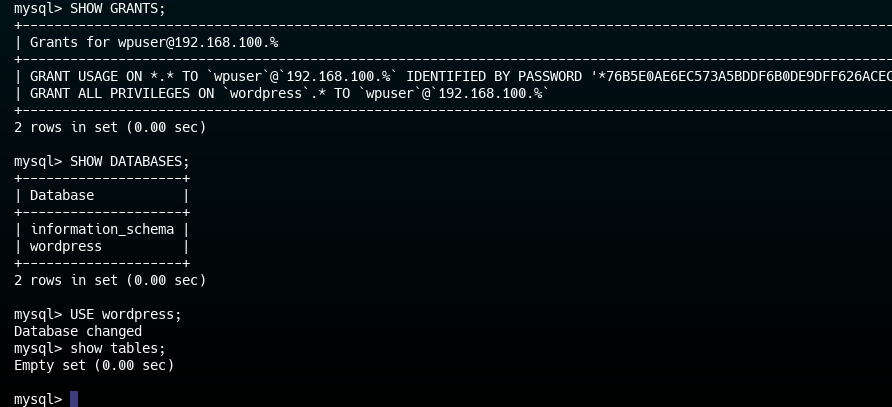 mysql> SHOW GRANTS;
+--------------------------------------------------------------------------------------------------------------
| Grants for wpuser@192.168.100.%
+--------------------------------------------------------------------------------------------------------------
| GRANT USAGE ON *.* TO `wpuser`@`192.168.100.%` IDENTIFIED BY PASSWORD '*76B5E0AE6EC573A5BDDF6B0DE9DFF626ACEC
| GRANT ALL PRIVILEGES ON `wordpress`.* TO `wpuser`@`192.168.100.%`
+--------------------------------------------------------------------------------------------------------------
2 rows in set (0.00 sec)
mysql> SHOW DATABASES;
+--------------------+
| Database           |
+--------------------+
| information_schema |
| wordpress          |
+--------------------+
2 rows in set (0.00 sec)
mysql> USE wordpress;
Database changed
mysql> show tables;
Empty set (0.00 sec)
mysql>